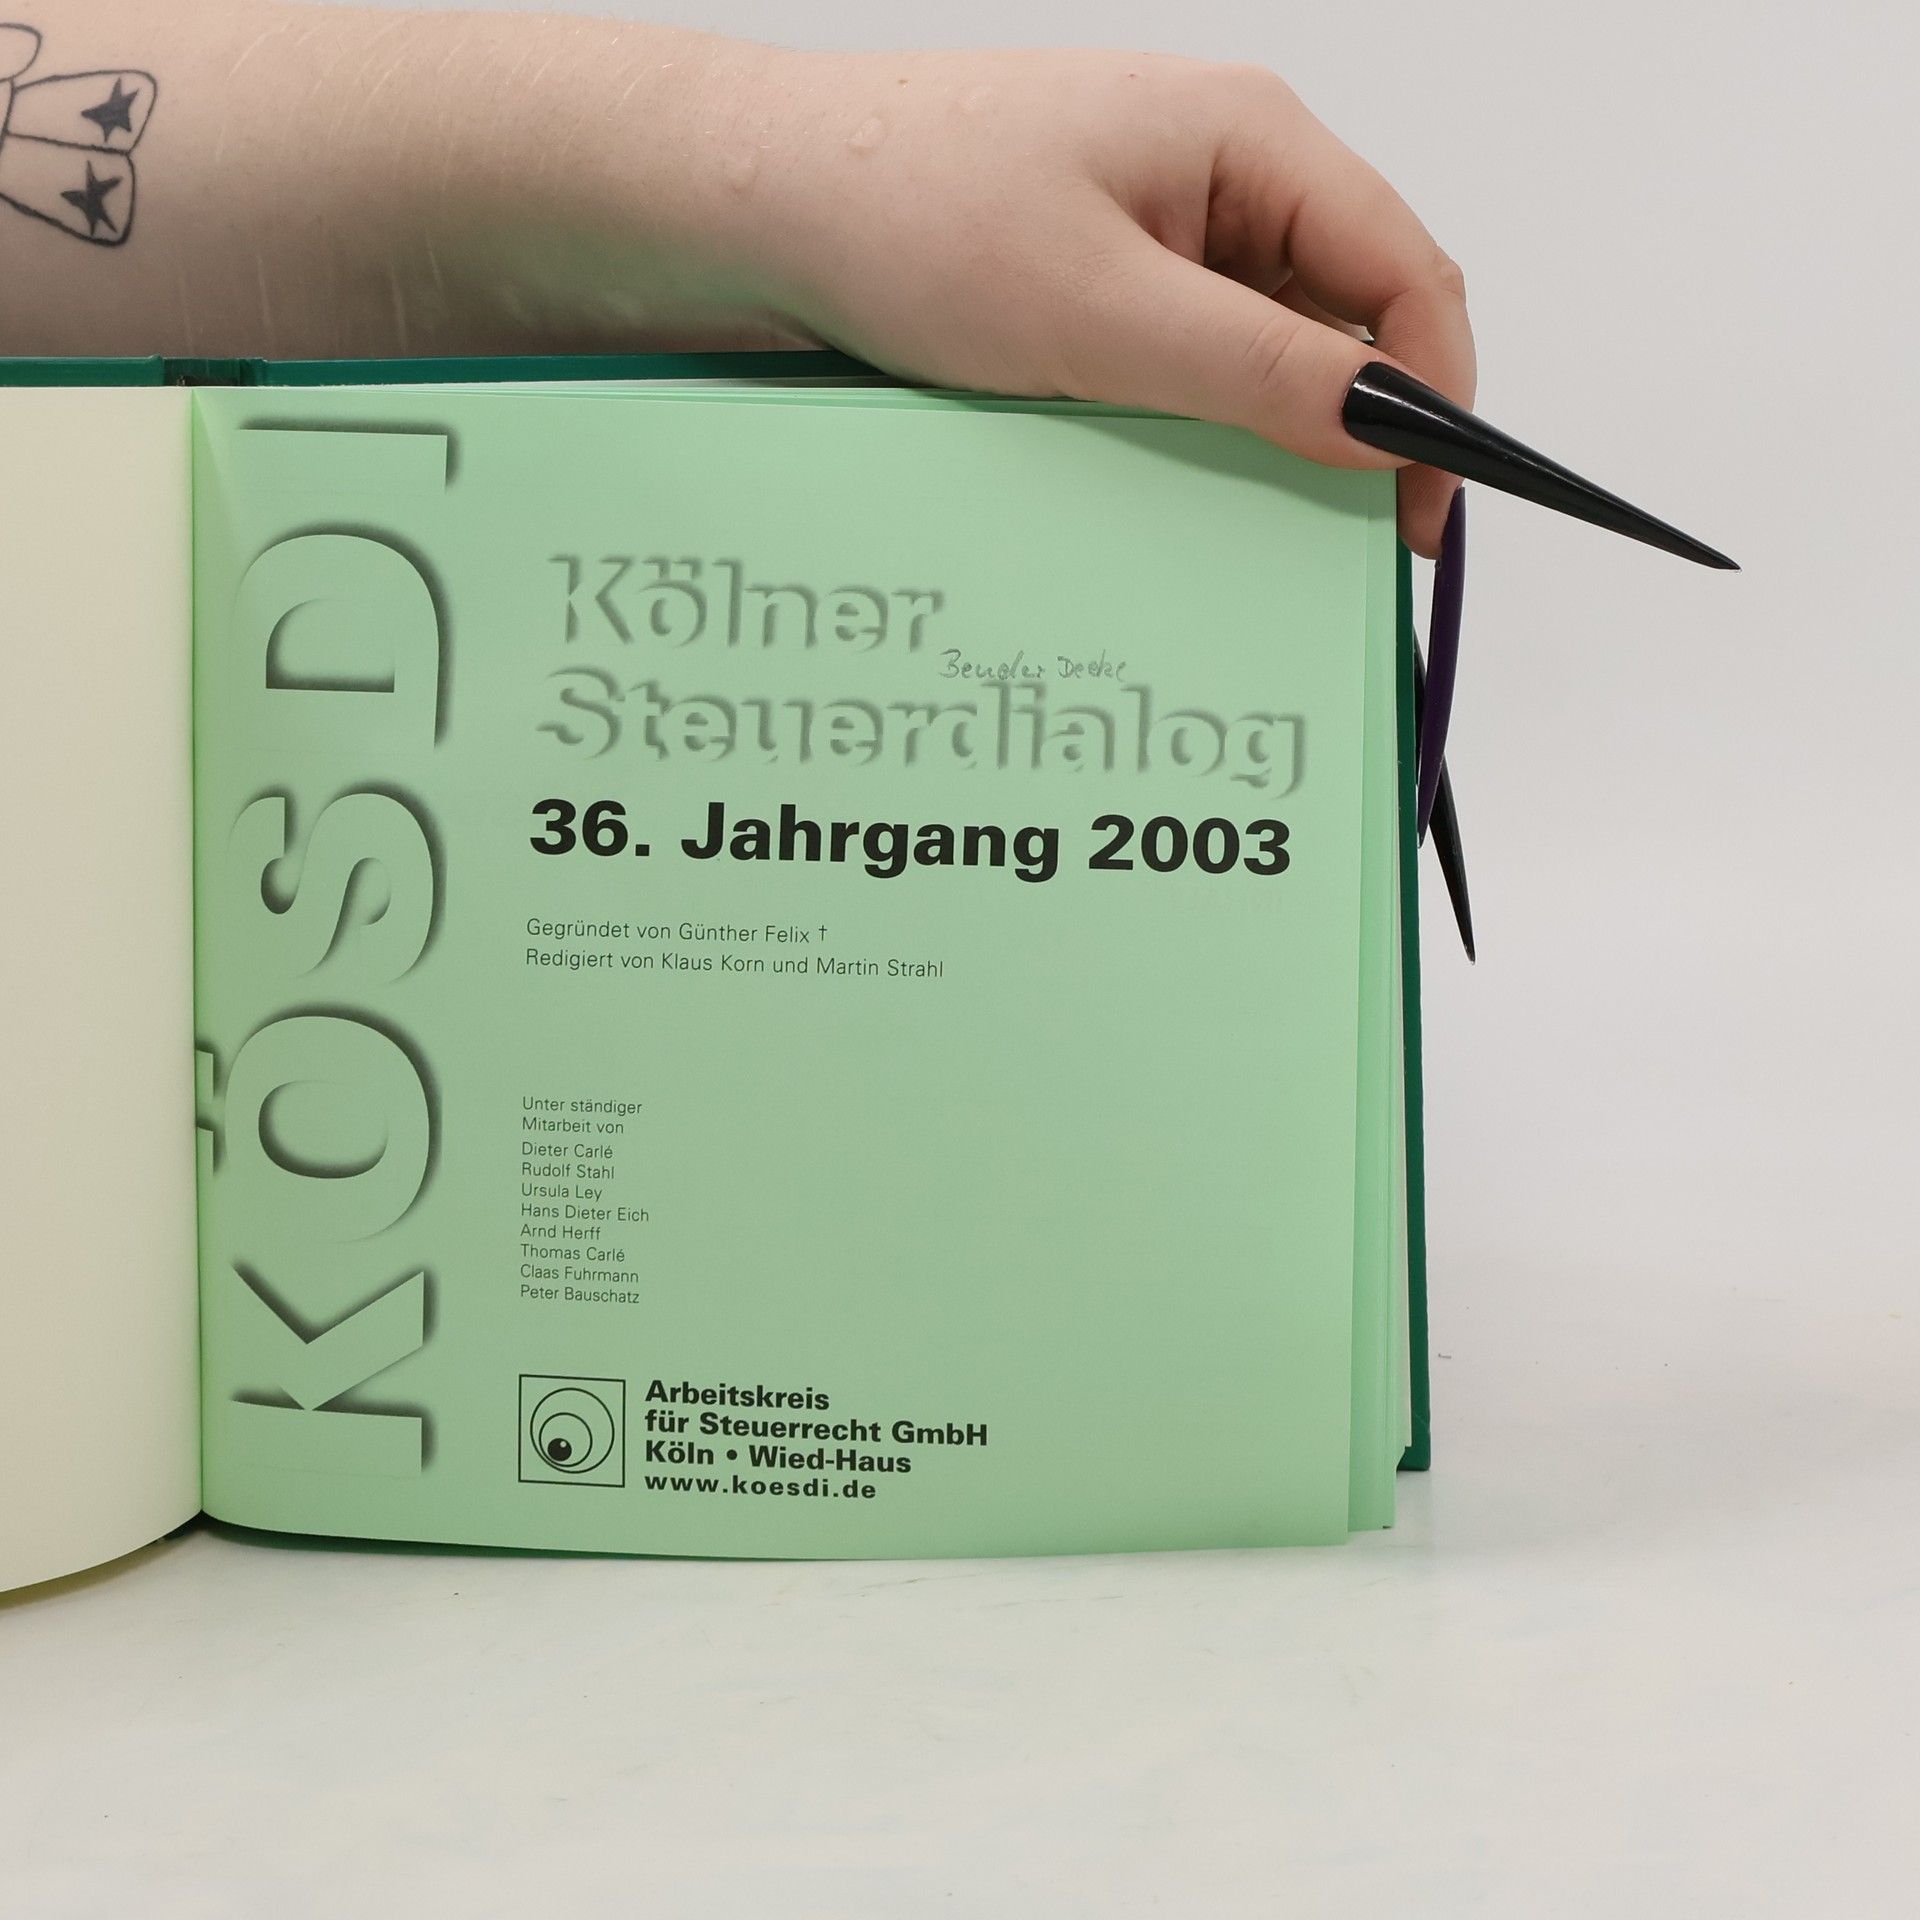 KÖSDI
Kölner
Steuerdialog
36. Jahrgang 2003
Gegründet von Günther Felix †
Redigiert von Klaus Korn und Martin Strahl
Unter ständiger
Mitarbeit von
Dieter Carlé
Rudolf Stahl
Ursula Ley
Hans Dieter Eich
Arnd Herff
Thomas Carlé
Claas Fuhrmann
Peter Bauschatz
Arbeitskreis
für Steuerrecht GmbH
Köln • Wied-Haus
www.koesdi.de